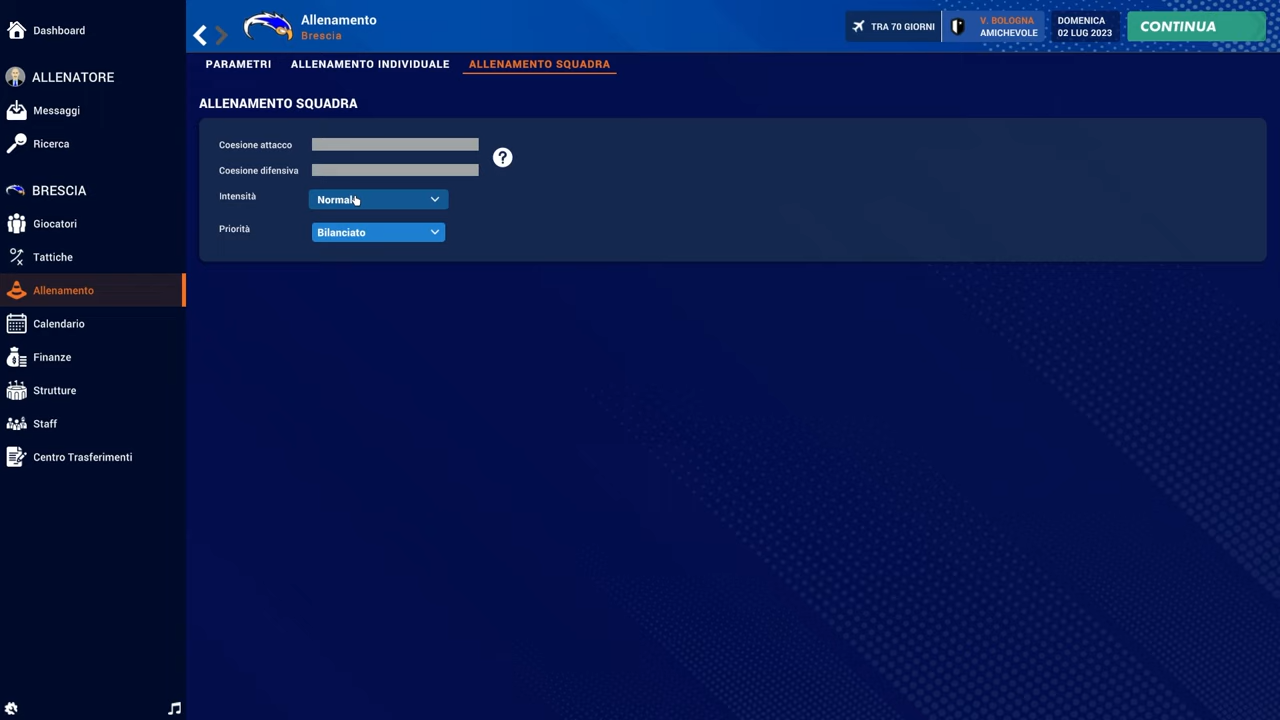 Dashboard
ALLENATORE
Messaggi
Ricerca
BRESCIA
Giocatori
Tattiche
Allenamento
Calendario
Finanze
Strutture
Staff
Centro Trasferimenti
Allenamento
Brescia
TRA 70 GIORNI
V. BOLOGNA
AMICHEVOLE
DOMENICA
02 LUG 2023
CONTINUA
PARAMETRI
ALLENAMENTO INDIVIDUALE
ALLENAMENTO SQUADRA
ALLENAMENTO SQUADRA
Coesione attacco
?
Coesione difensiva
Intensità
Normale
Priorità
Bilanciato